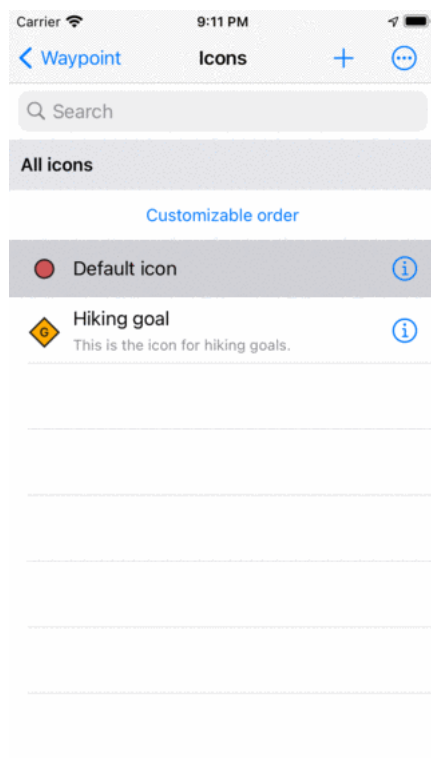 Carrier 9:11 PM
Waypoint Icons
Search
All icons
Customizable order
Default icon
Hiking goal
G
This is the icon for hiking goals.